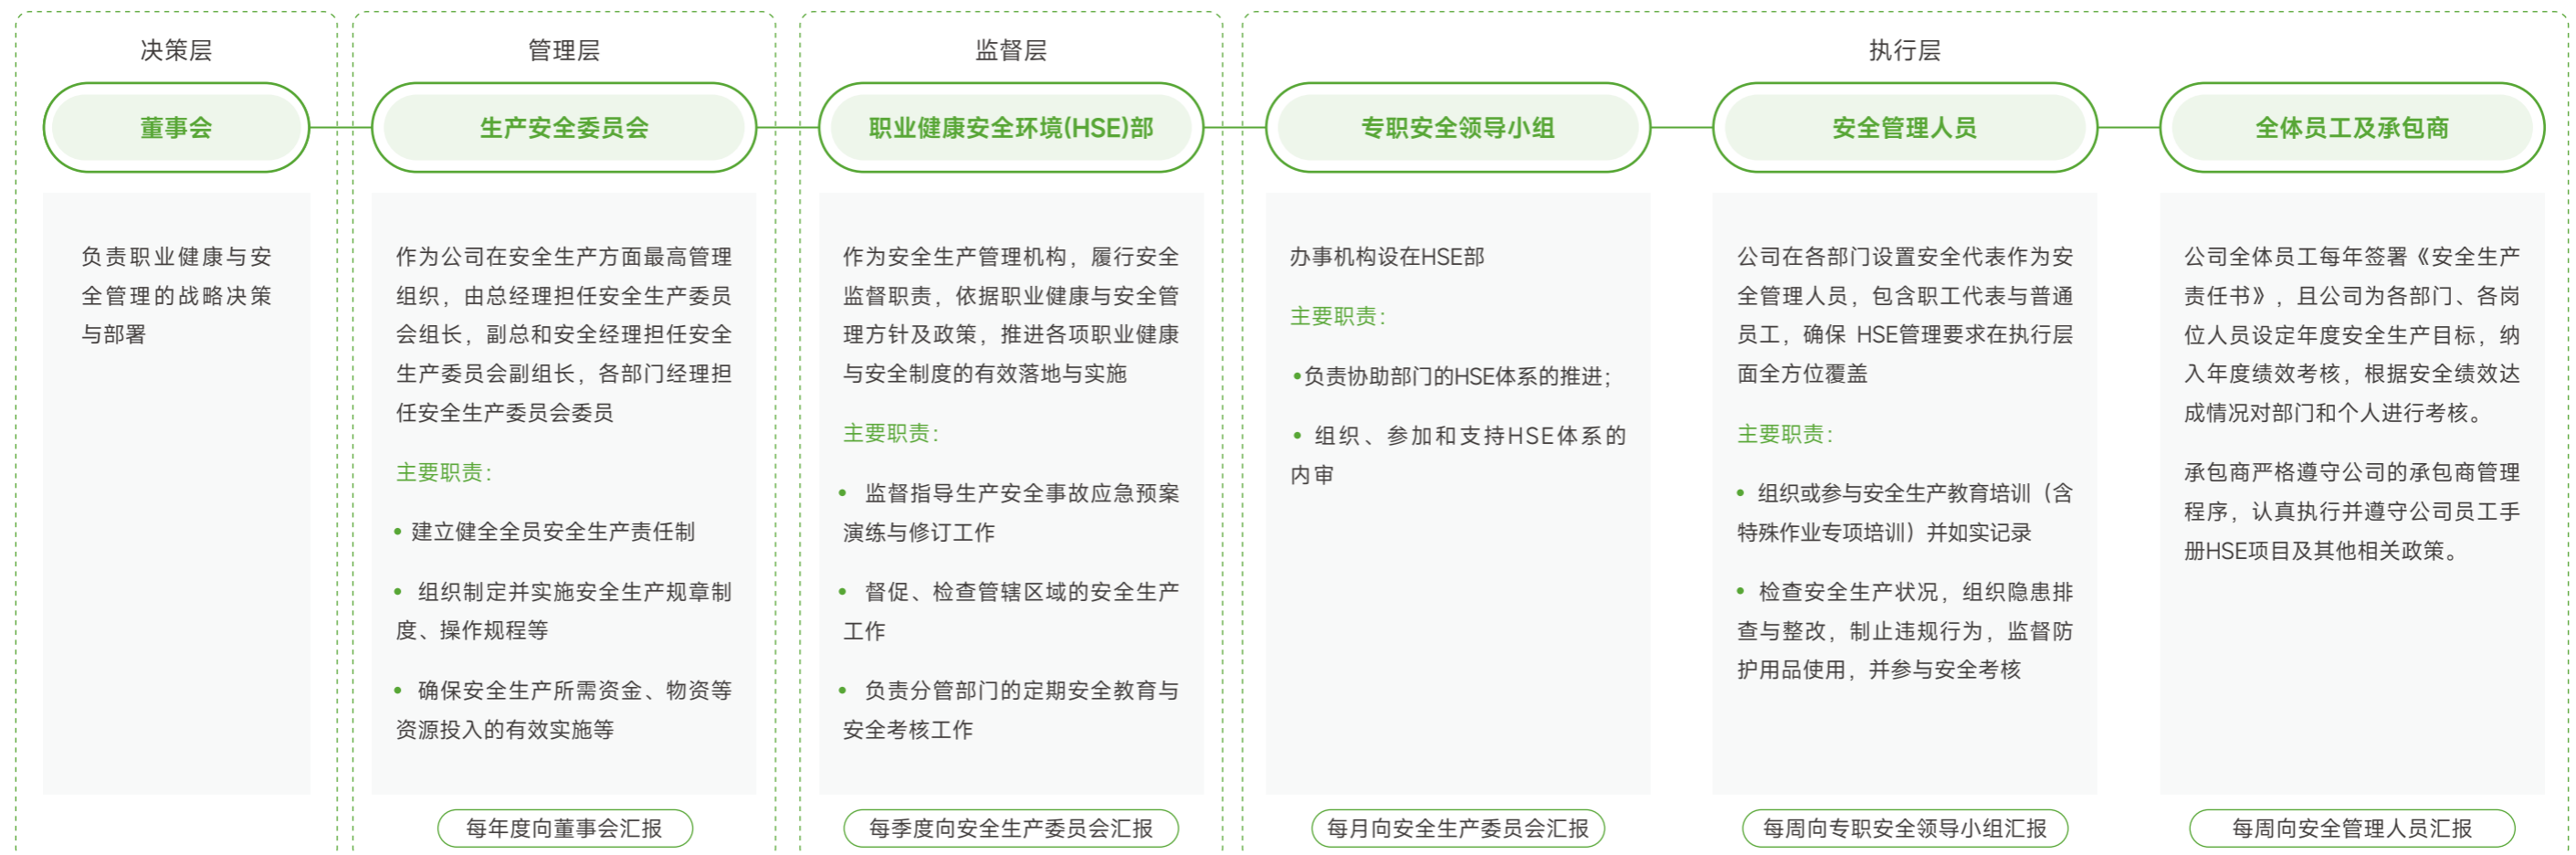 决策层
董事会
负责职业健康与安
全管理的战略决策
与部署
管理层
生产安全委员会
作为公司在安全生产方面最高管理
组织，由总经理担任安全生产委员
会组长，副总和安全经理担任安全
生产委员会副组长，各部门经理担
任安全生产委员会委员
主要职责：
• 建立健全全员安全生产责任制
• 组织制定并实施安全生产规章制
度、操作规程等
• 确保安全生产所需资金、物资等
资源投入的有效实施等
每年度向董事会汇报
监督层
职业健康安全环境(HSE)部
作为安全生产管理机构，履行安全
监督职责，依据职业健康与安全管
理方针及政策，推进各项职业健康
与安全制度的有效落地与实施
主要职责：
• 监督指导生产安全事故应急预案
演练与修订工作
• 督促、检查管辖区域的安全生产
工作
• 负责分管部门的定期安全教育与
安全考核工作
每季度向安全生产委员会汇报
执行层
专职安全领导小组
办事机构设在HSE部
主要职责：
•负责协助部门的HSE体系的推进；
• 组织、参加和支持HSE体系的
内审
每月向安全生产委员会汇报
安全管理人员
公司在各部门设置安全代表作为安
全管理人员，包含职工代表与普通
员工，确保 HSE管理要求在执行层
面全方位覆盖
主要职责：
• 组织或参与安全生产教育培训（含
特殊作业专项培训）并如实记录
• 检查安全生产状况，组织隐患排
查与整改，制止违规行为，监督防
护用品使用，并参与安全考核
每周向专职安全领导小组汇报
全体员工及承包商
公司全体员工每年签署《安全生产
责任书》，且公司为各部门、各岗
位人员设定年度安全生产目标，纳
入年度绩效考核，根据安全绩效达
成情况对部门和个人进行考核。
承包商严格遵守公司的承包商管理
程序，认真执行并遵守公司员工手
册HSE项目及其他相关政策。
每周向安全管理人员汇报